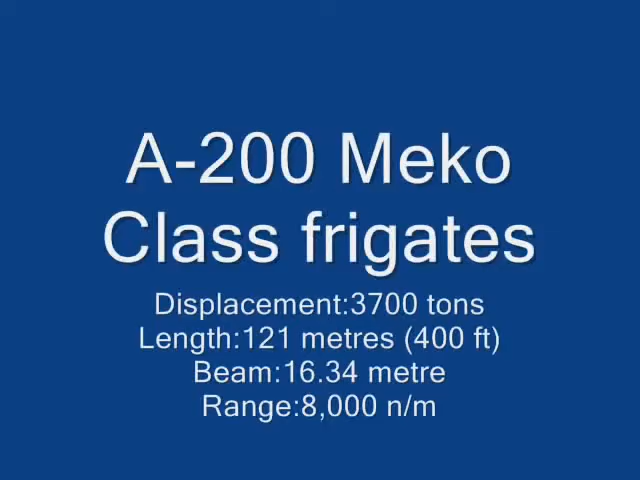 A-200 Meko
Class frigates
Displacement:3700 tons
Length:121 metres (400 ft)
Beam:16.34 metre
Range:8,000 n/m